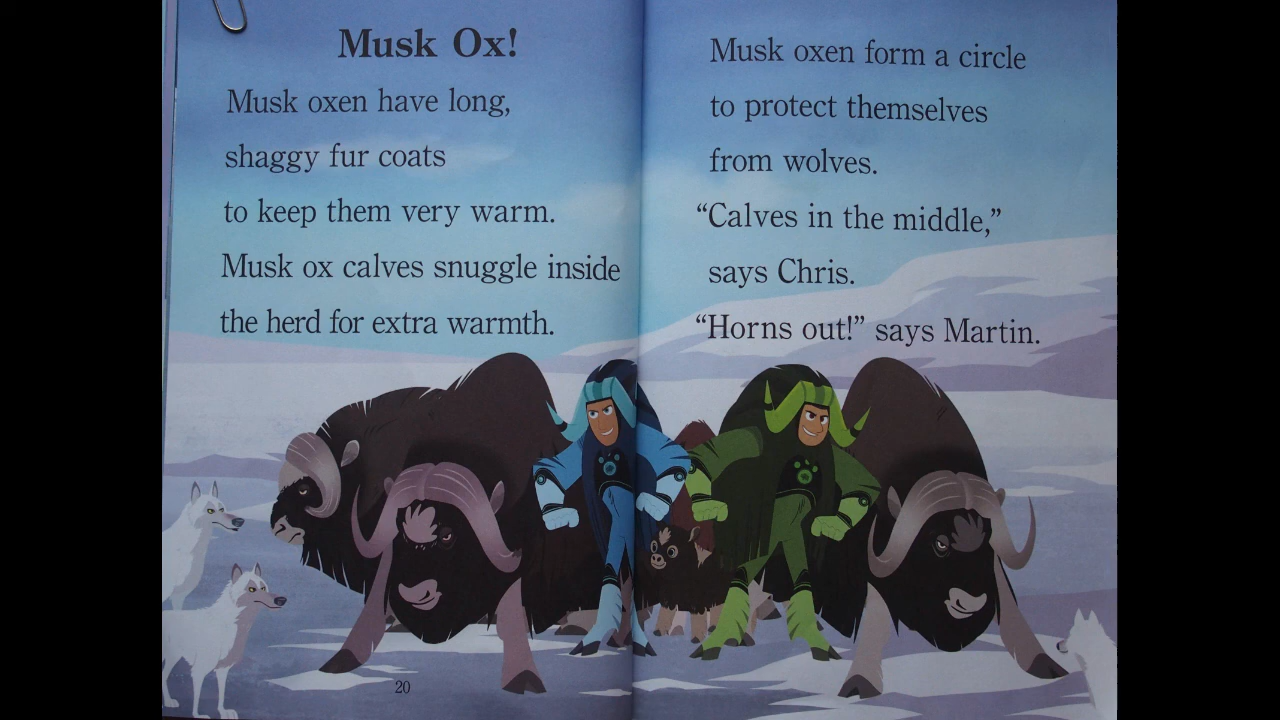 Musk Ox!
Musk oxen have long,
shaggy fur coats
to keep them very warm.
Musk ox calves snuggle inside
the herd for extra warmth.
20
Musk oxen form a circle
to protect themselves
from wolves.
“Calves in the middle,”
says Chris.
“Horns out!” says Martin.